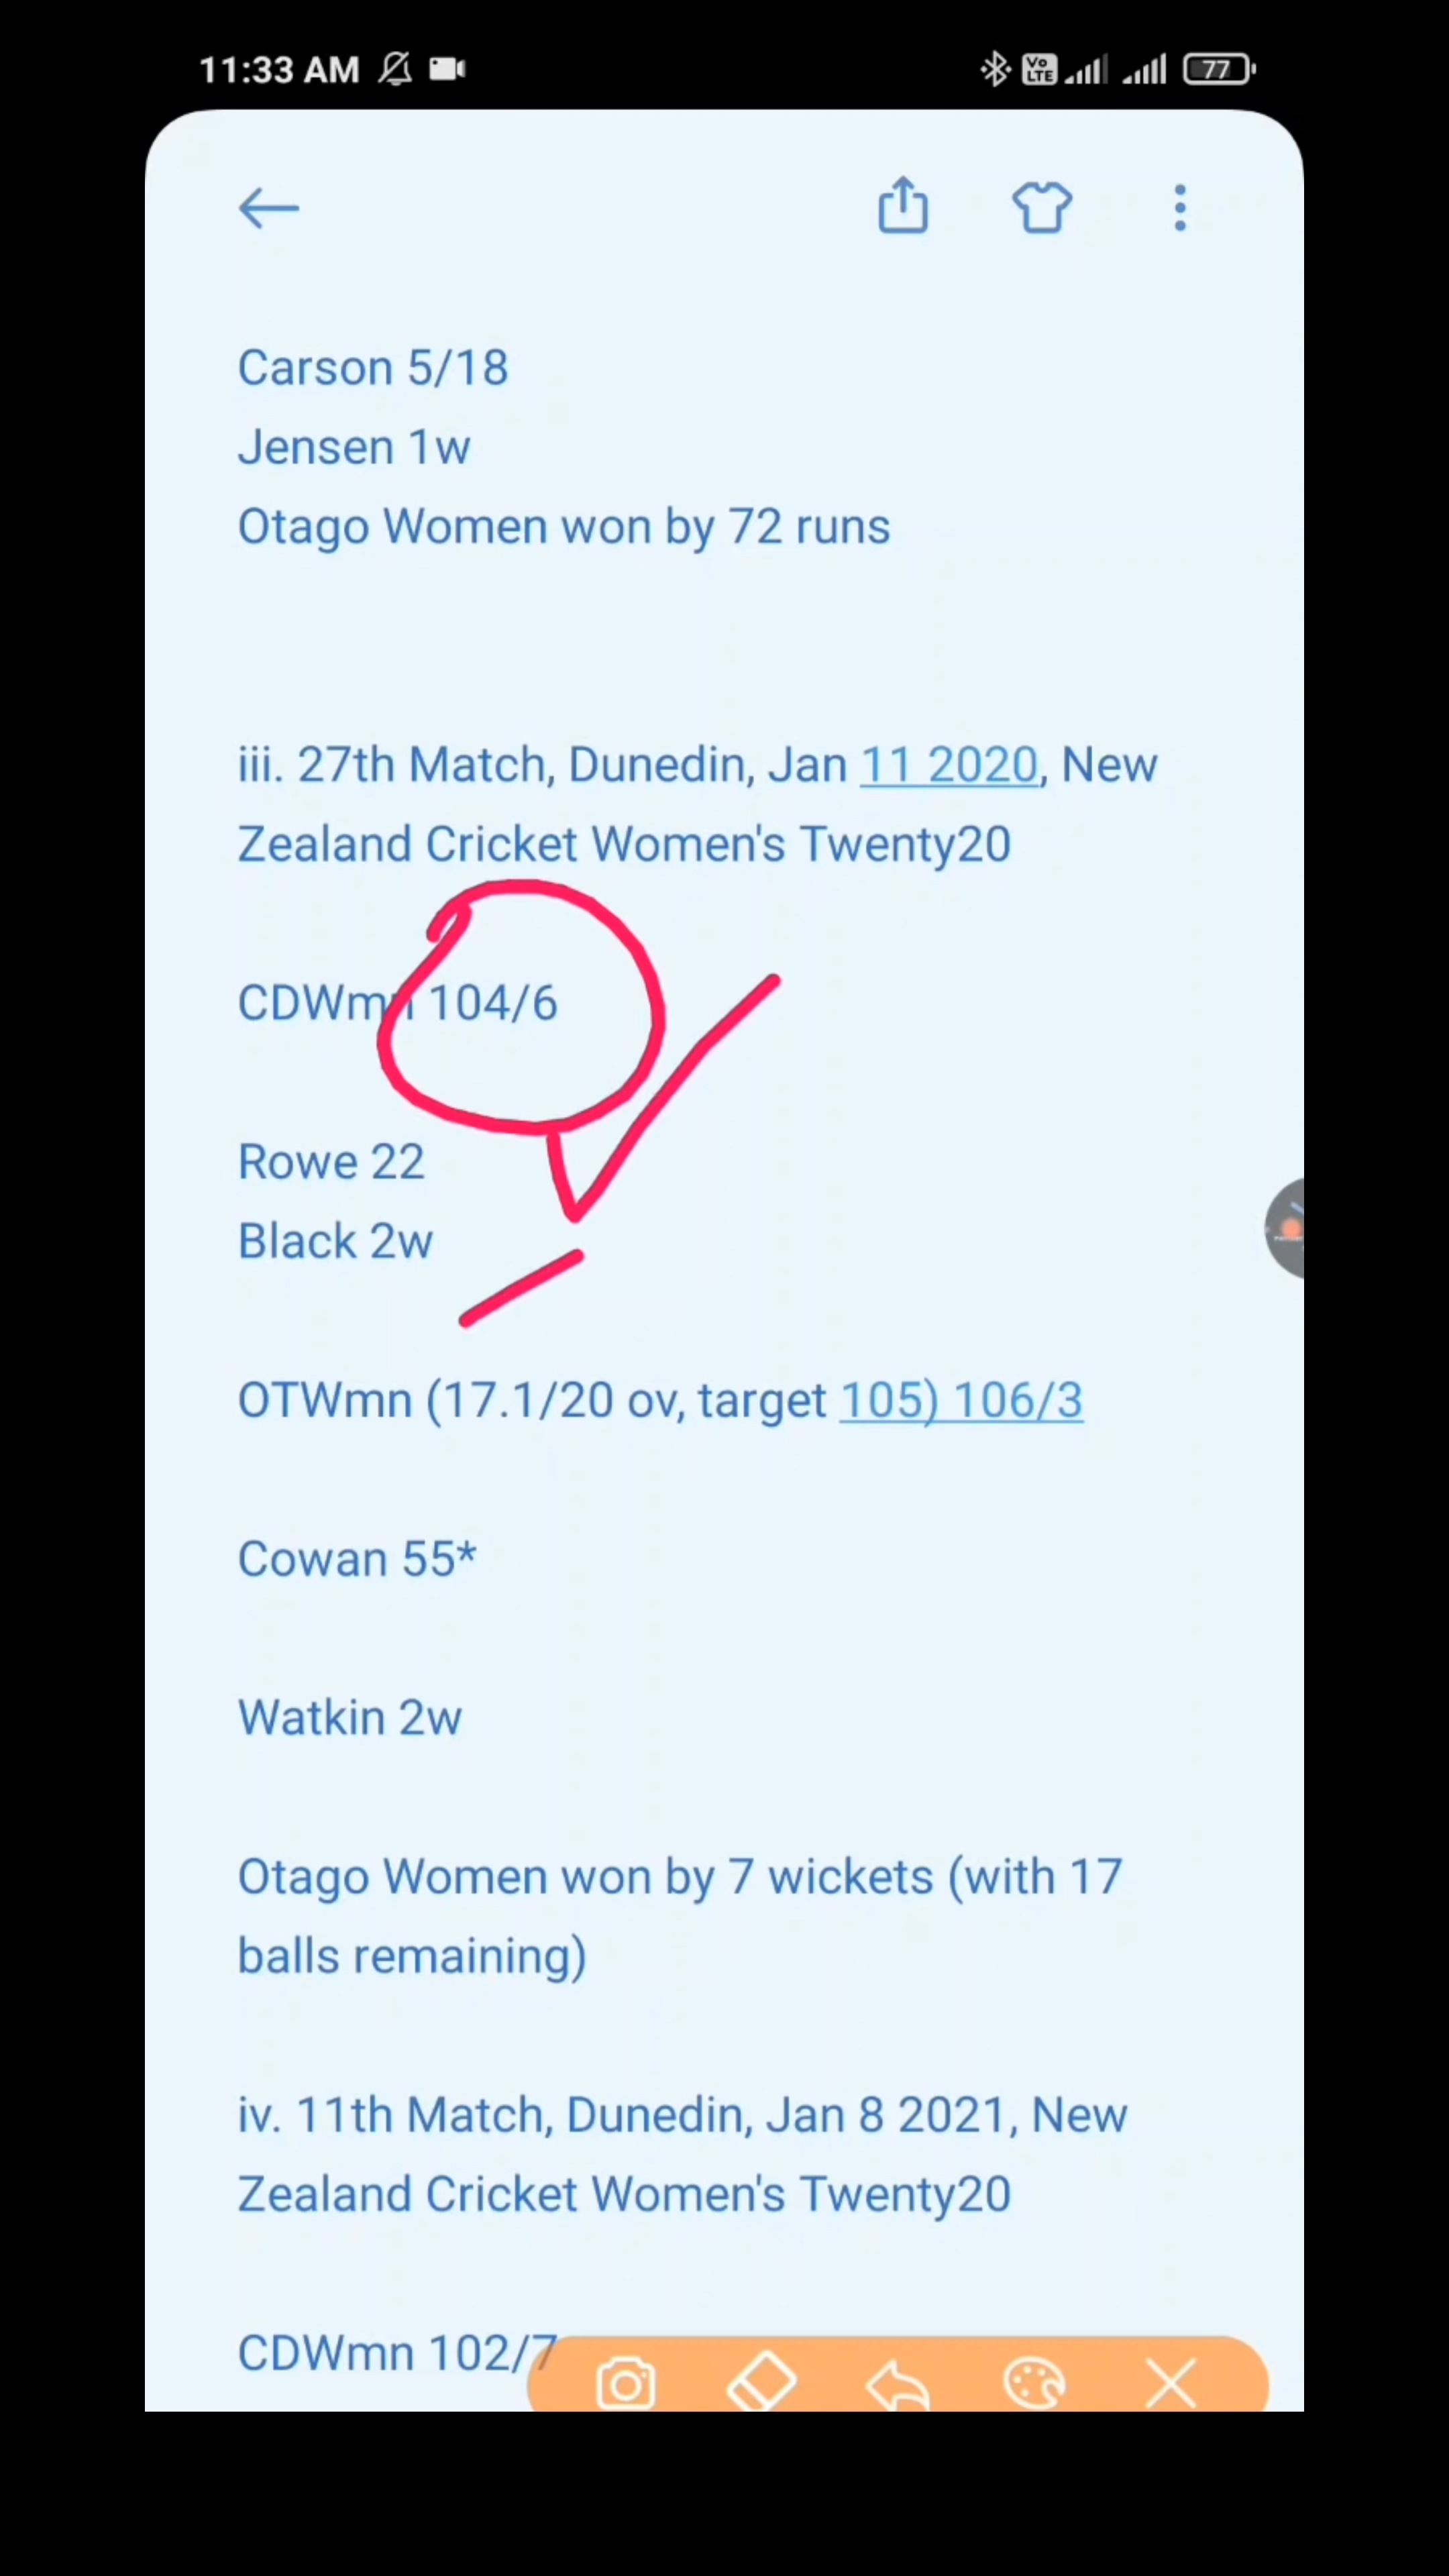 11:33 AM
Vo LTE
77
Carson 5/18
Jensen 1w
Otago Women won by 72 runs
iii. 27th Match, Dunedin, Jan 11 2020, New
Zealand Cricket Women's Twenty20
CDWmn 104/6
Rowe 22
Black 2w
OTWmn (17.1/20 ov, target 105) 106/3
Cowan 55*
Watkin 2w
Otago Women won by 7 wickets (with 17
balls remaining)
iv. 11th Match, Dunedin, Jan 8 2021, New
Zealand Cricket Women's Twenty20
CDWmn 102/7